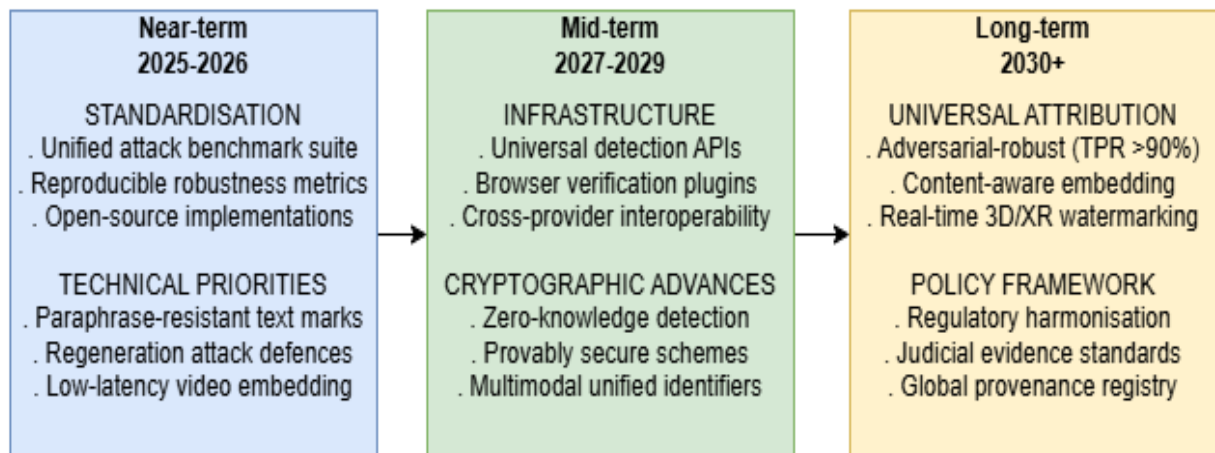 Near-term
2025-2026
STANDARDISATION
. Unified attack benchmark suite
. Reproducible robustness metrics
. Open-source implementations
TECHNICAL PRIORITIES
. Paraphrase-resistant text marks
. Regeneration attack defences
. Low-latency video embedding
Mid-term
2027-2029
INFRASTRUCTURE
. Universal detection APIs
. Browser verification plugins
. Cross-provider interoperability
CRYPTOGRAPHIC ADVANCES
. Zero-knowledge detection
. Provably secure schemes
. Multimodal unified identifiers
Long-term
2030+
UNIVERSAL ATTRIBUTION
. Adversarial-robust (TPR >90%)
. Content-aware embedding
. Real-time 3D/XR watermarking
POLICY FRAMEWORK
. Regulatory harmonisation
. Judicial evidence standards
. Global provenance registry